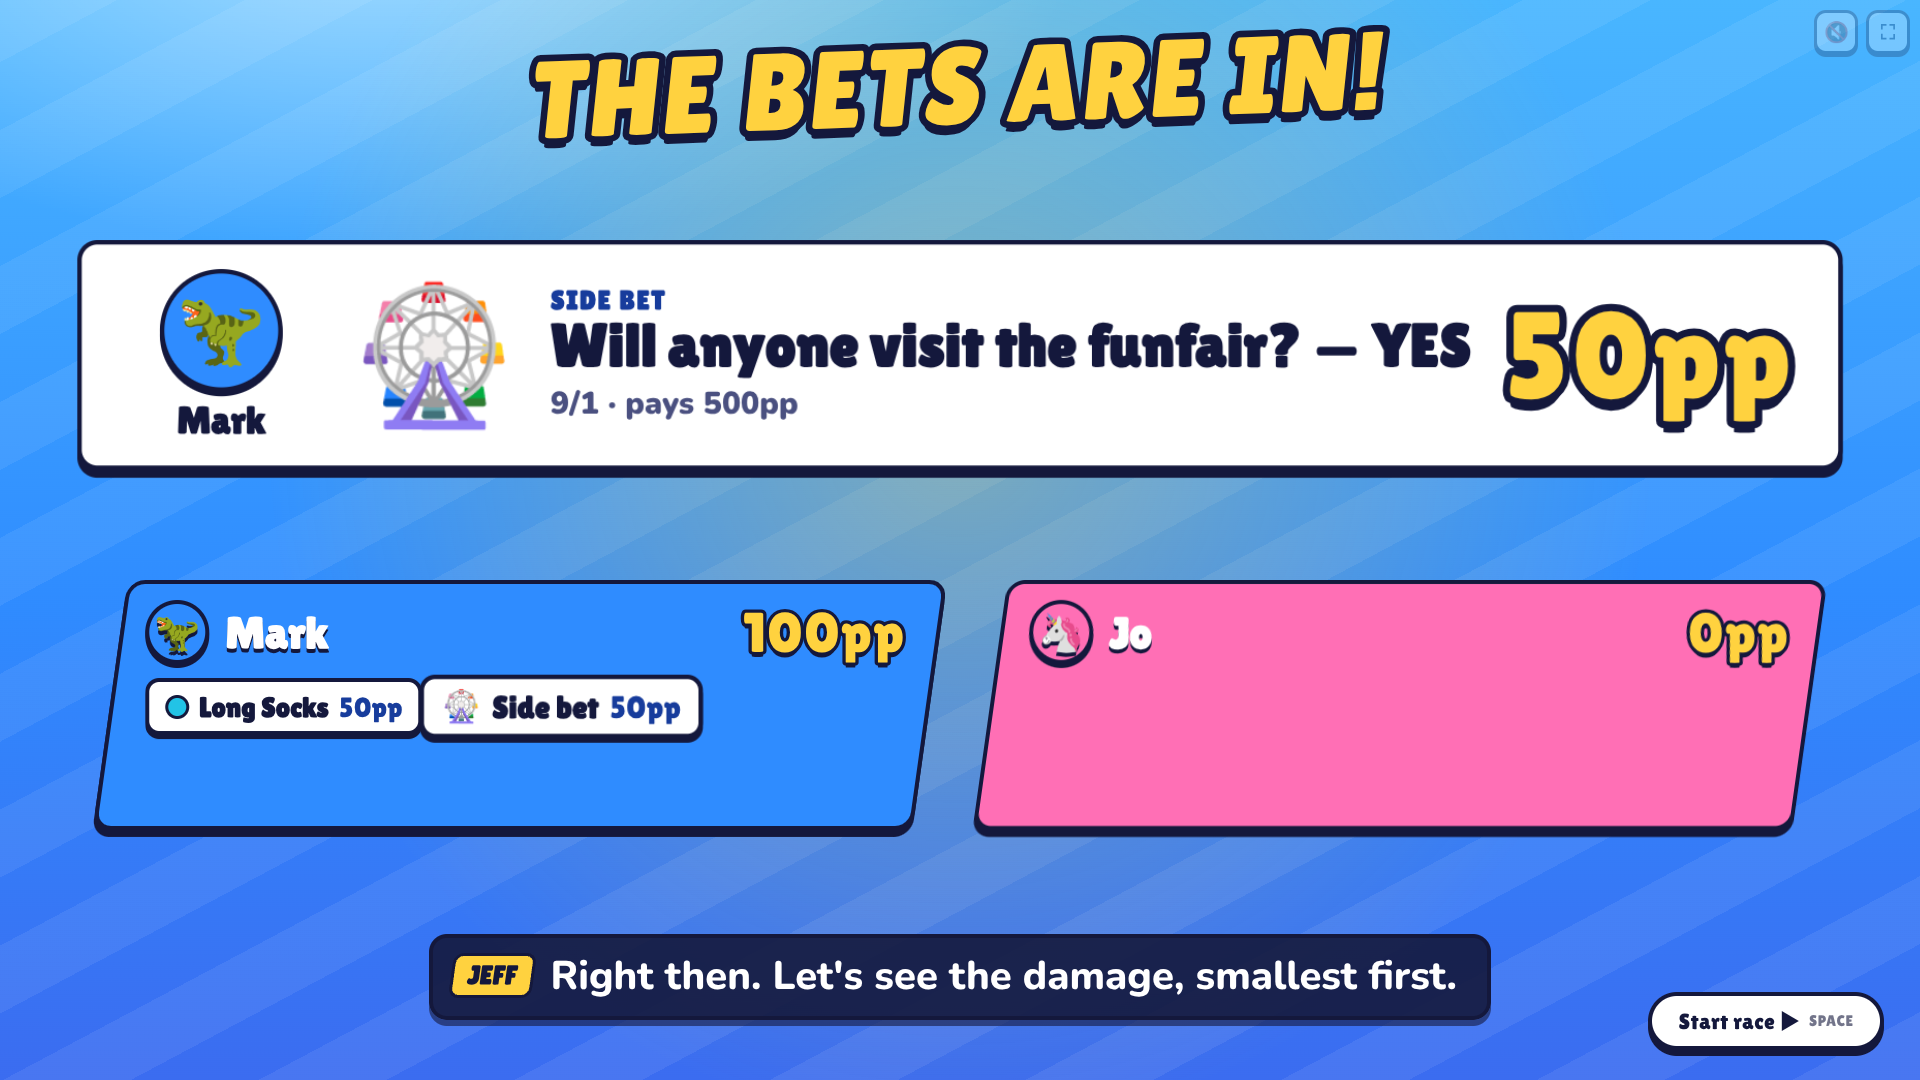 THE BETS ARE IN!
SIDE BET
Will anyone visit the funfair? — YES
9/1 · pays 500pp
50pp
Mark
Mark
100pp
Long Socks 50pp
Side bet 50pp
Jo
0pp
JEFF
Right then. Let's see the damage, smallest first.
Start race ▶ SPACE